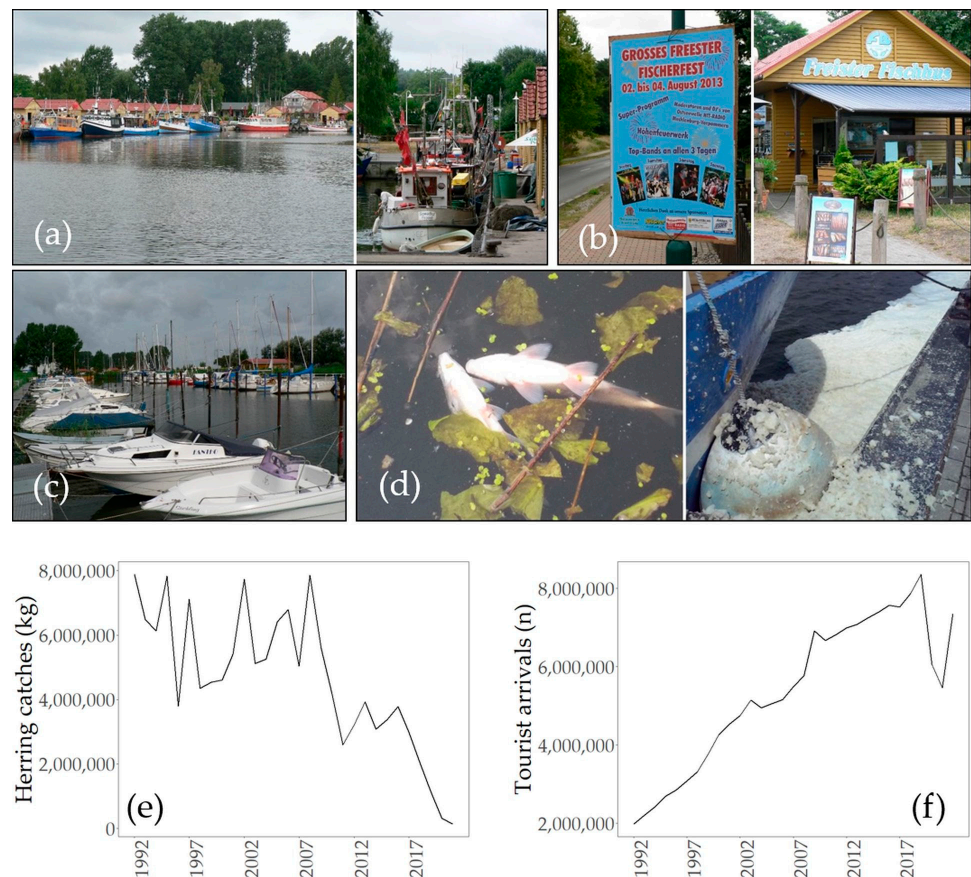 (a)
GROSSES FREESTER
FISCHERFEST
02. bis 04. August 2013
Super-Programm
Höhenfeuerwerk
Top-Bands an allen 3 Tagen
Freester Fischhus
(b)
FANTRO
(c)
(d)
Herring catches (kg)
8,000,000
6,000,000
4,000,000
2,000,000
0
(e)
1992
1997
2002
2007
2012
2017
Tourist arrivals (n)
8,000,000
6,000,000
4,000,000
2,000,000
(f)
1992
1997
2002
2007
2012
2017